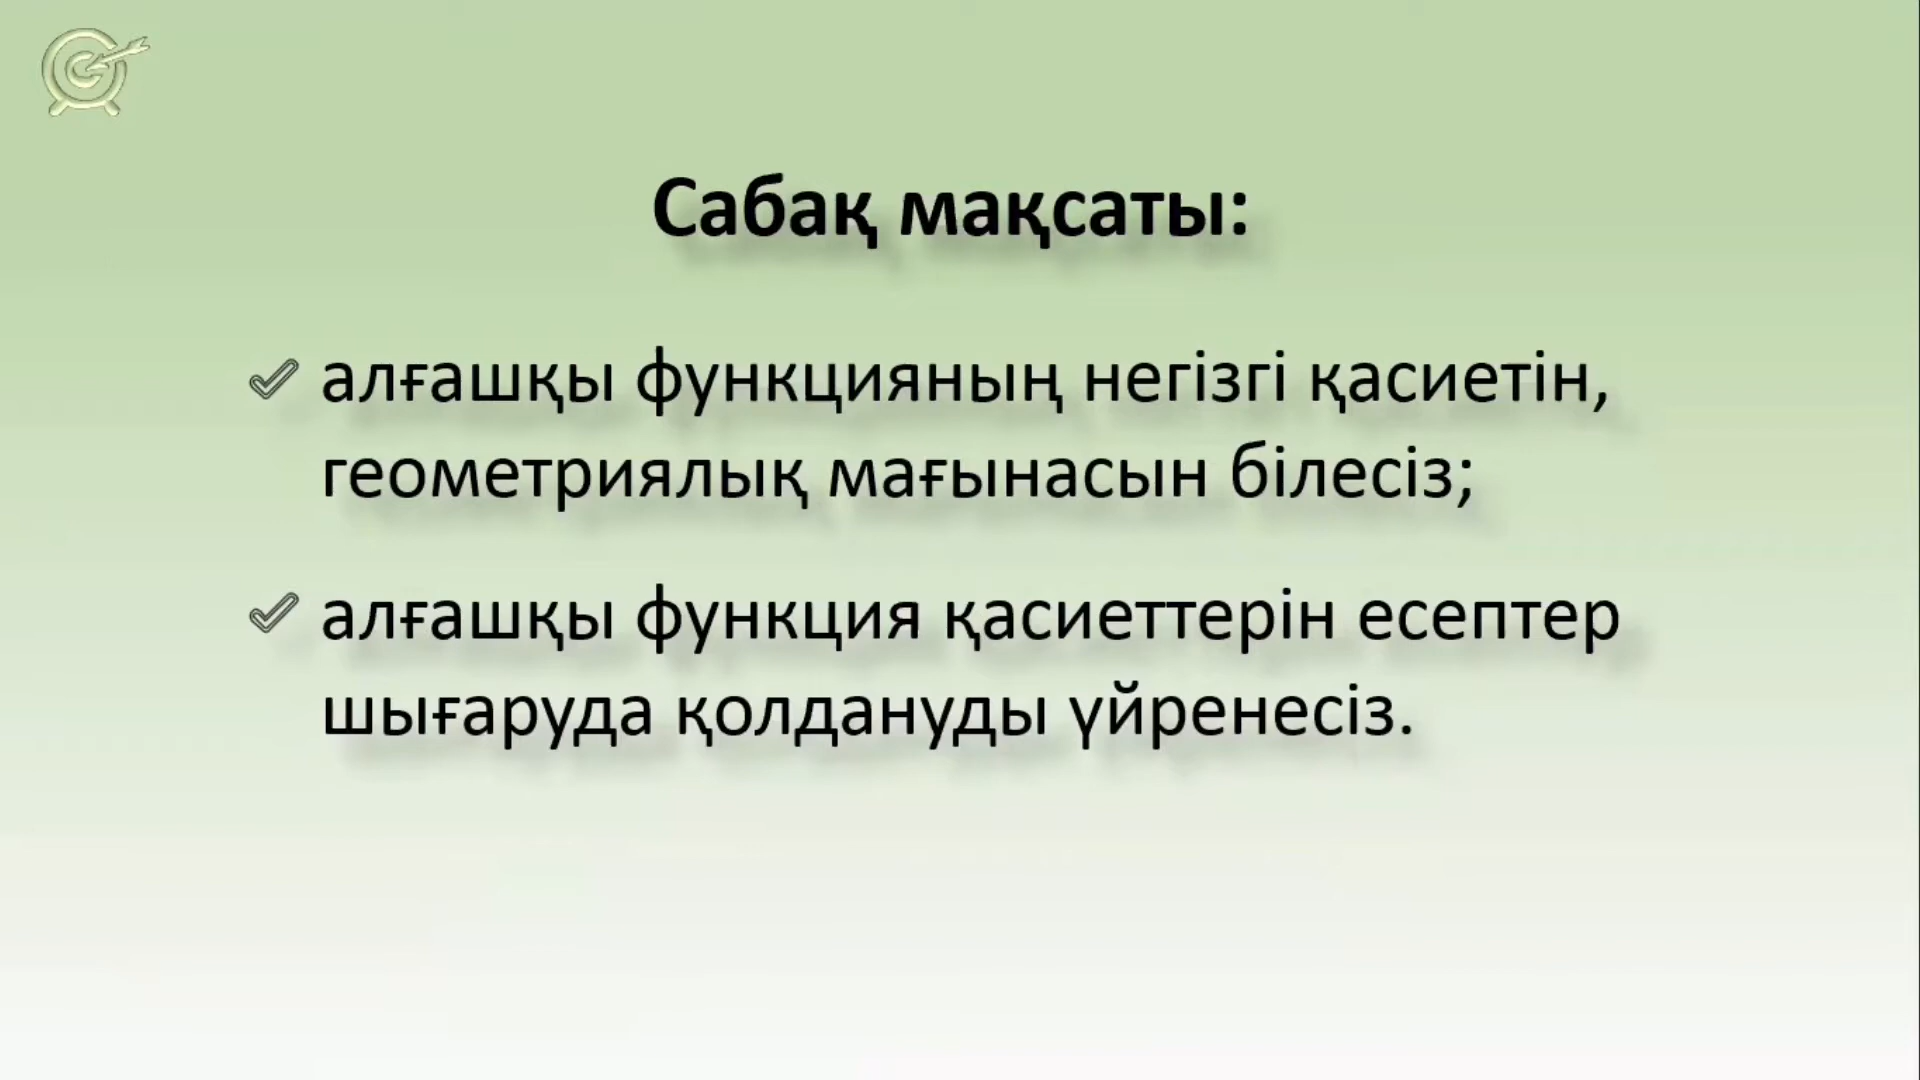 Сабақ мақсаты:
алғашқы функцияның негізгі қасиетін,
геометриялық мағынасын білесіз;
алғашқы функция қасиеттерін есептер
шығаруда қолдануды үйренесіз.